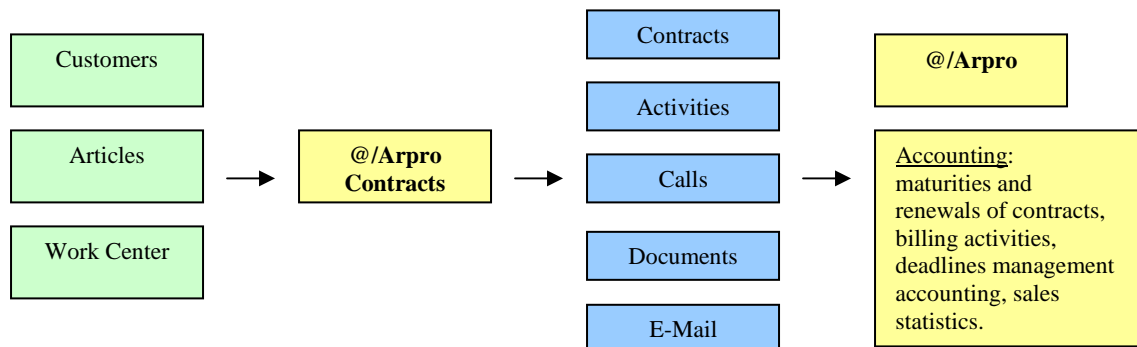 Customers
Articles
Work Center
@/Arpro
Contracts
Contracts
Activities
Calls
Documents
E-Mail
@/Arpro
Accounting:
maturities and
renewals of contracts,
billing activities,
deadlines management
accounting, sales
statistics.